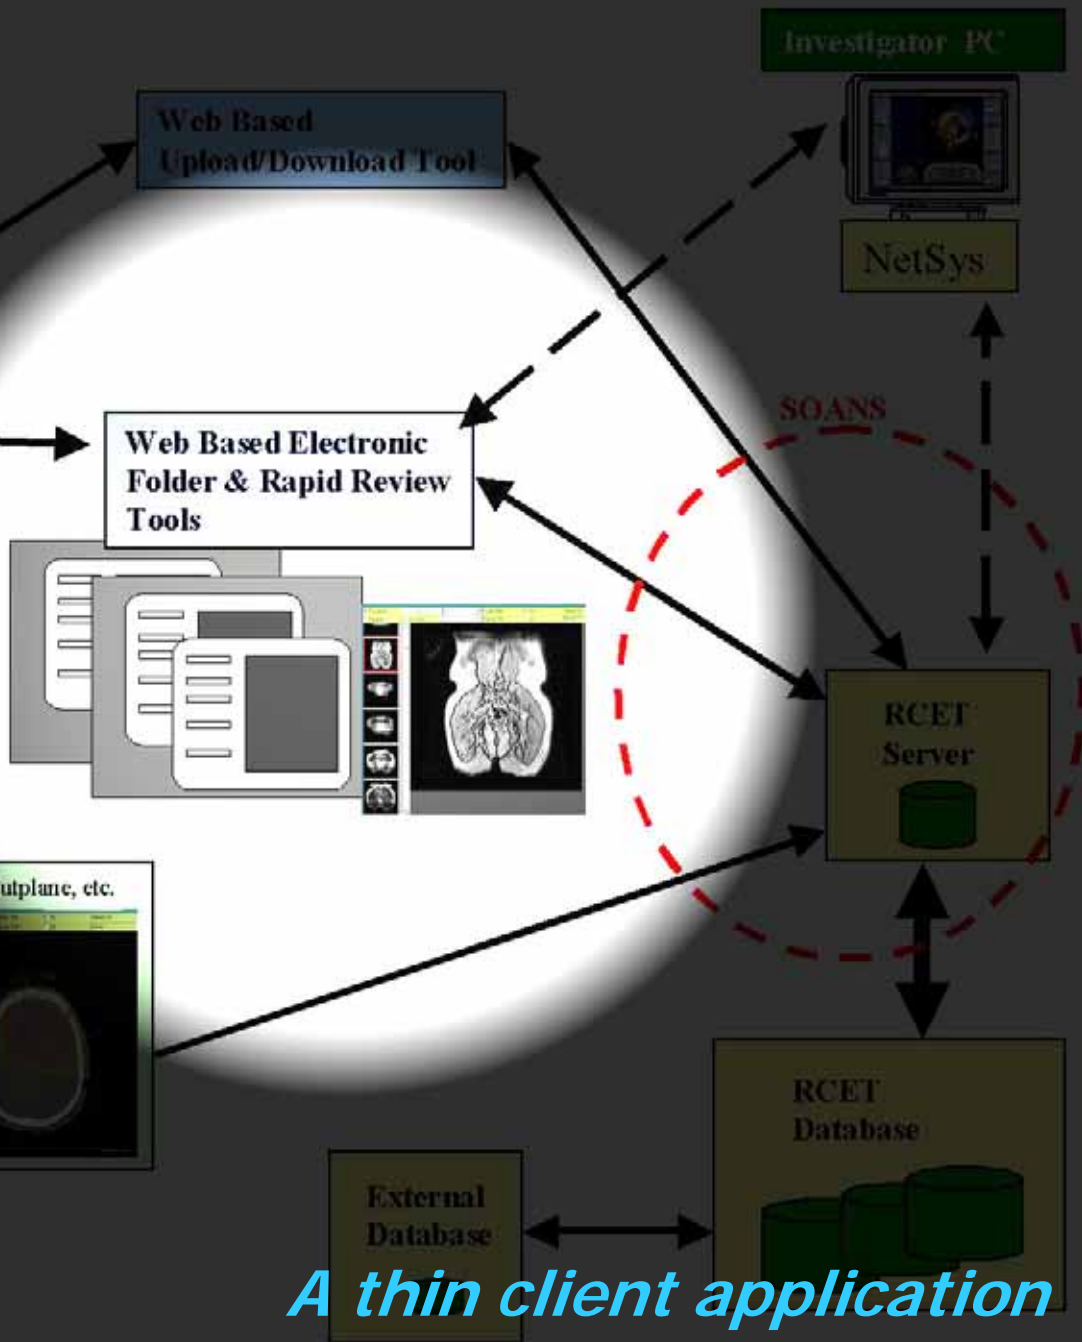 Investigator PC
Web Based
Upload/Download Tool
NetSys
SOANS
Web Based Electronic
Folder & Rapid Review
Tools
RCET
Server
utplane, etc.
RCET
Database
External
Database
A thin client application